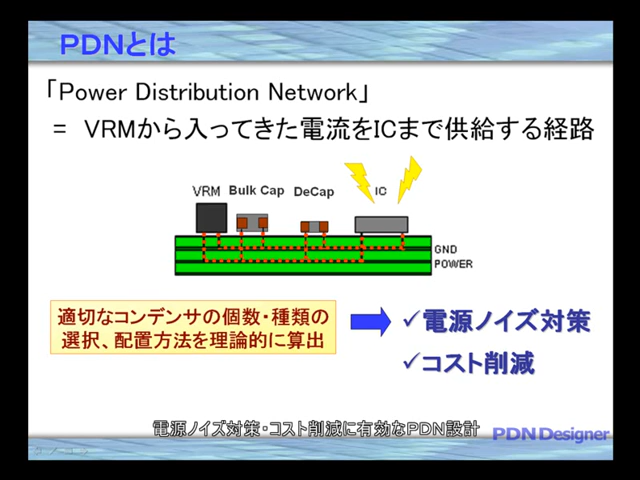 PDNとは
「Power Distribution Network」
= VRMから入ってきた電流をICまで供給する経路
VRM Bulk Cap DeCap IC
GND
POWER
適切なコンデンサの個数・種類の
選択、配置方法を理論的に算出
✓電源ノイズ対策
✓コスト削減
電源ノイズ対策・コスト削減に有効なPDN設計
PDN Designer